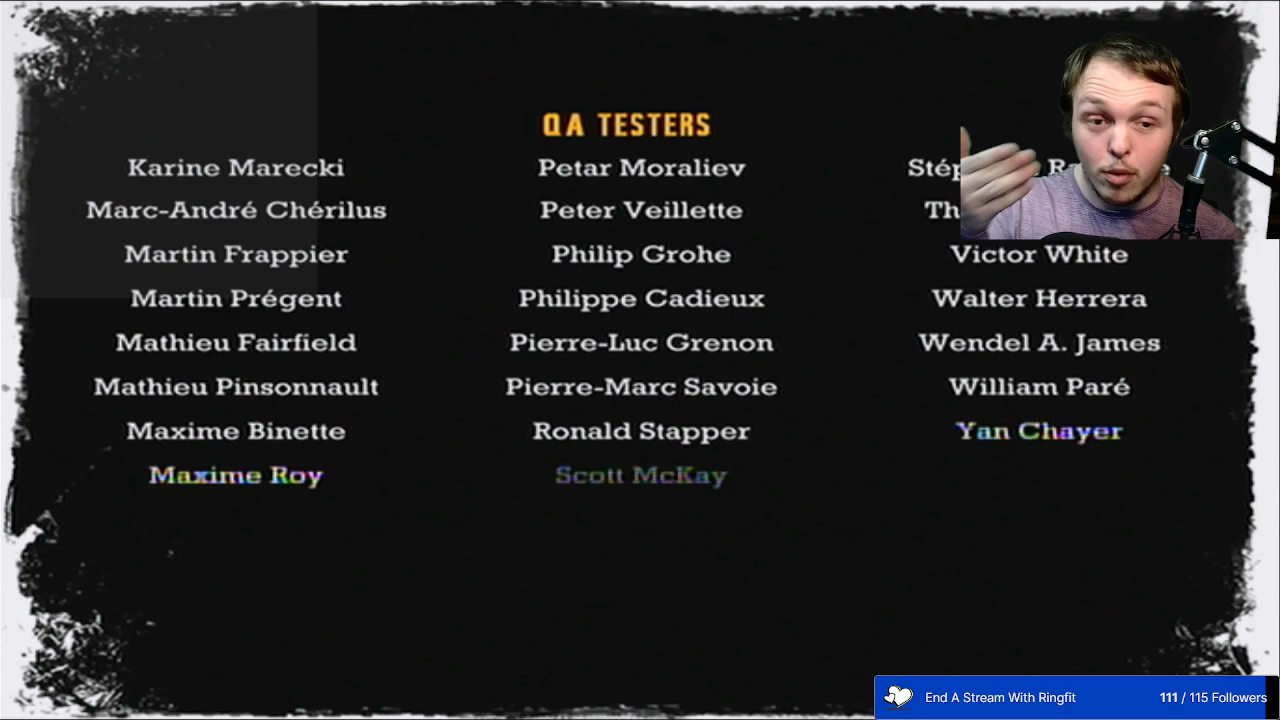 QA TESTERS
Karine Marecki Petar Moraliev
Marc-André Chérilus Peter Veillette
Martin Frappier Philip Grohe Victor White
Martin Prégent Philippe Cadieux Walter Herrera
Mathieu Fairfield Pierre-Luc Grenon Wendel A. James
Mathieu Pinsonnault Pierre-Marc Savoie William Paré
Maxime Binette Ronald Stapper Yan Chayer
Maxime Roy Scott McKay
End A Stream With Ringfit 111 / 115 Followers